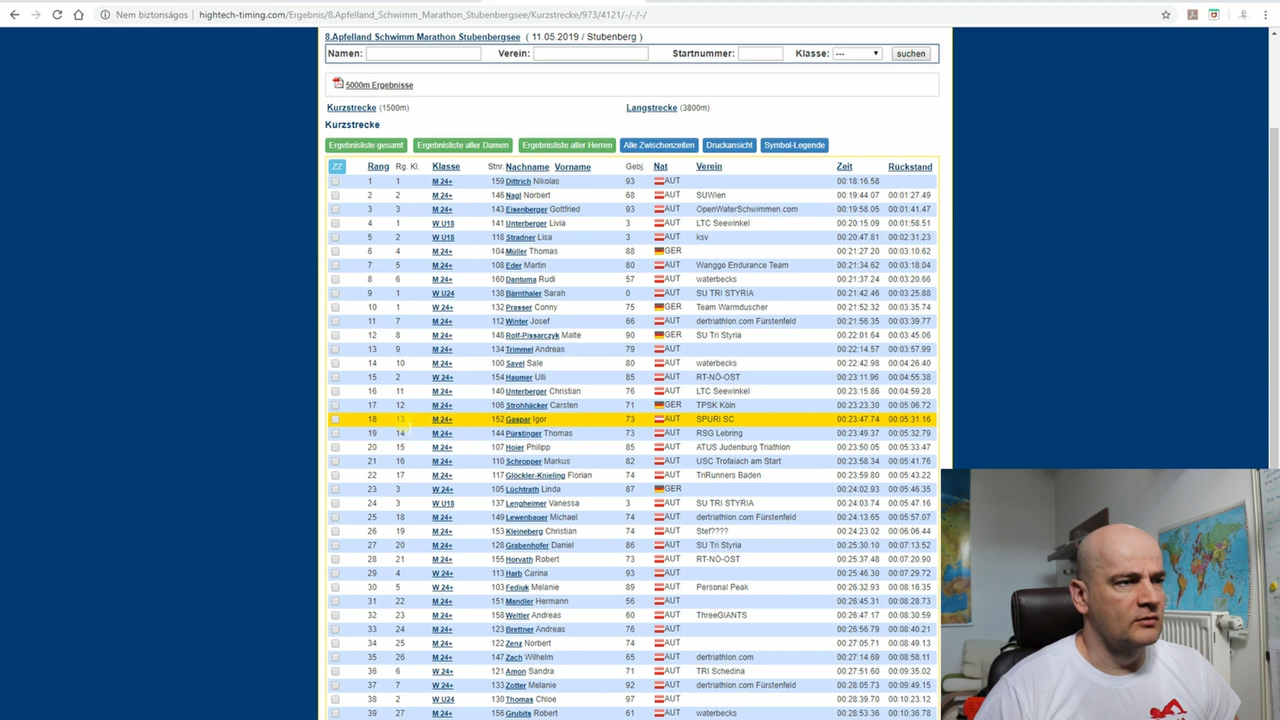 Nem biztonságos | hightech-timing.com/Ergebnis/8.Apfelland_Schwimm_Marathon_Stubenbergsee/Kurzstrecke/973/4121/-/-/-/
8.Apfelland Schwimm Marathon Stubenbergsee ( 11.05.2019 / Stubenberg )
Namen: Verein: Startnummer: Klasse: --- suchen
5000m Ergebnisse
Kurzstrecke (1500m) Langstrecke (3800m)
Kurzstrecke
Ergebnisliste gesamt Ergebnisliste aller Damen Ergebnisliste aller Herren Alle Zwischenzeiten Druckansicht Symbol-Legende
ZZ Rang Rg. Kl. Klasse Stnr Nachname Vorname Gebj. Nat Verein Zeit Rückstand
1 1 M 24+ 159 Dittrich Nikolas 93 AUT 00:18:16.58
2 2 M 24+ 146 Nagl Norbert 68 AUT SUWien 00:19:44.07 00:01:27.49
3 3 M 24+ 143 Eisenberger Gottfried 93 AUT OpenWaterSchwimmen.com 00:19:58.05 00:01:41.47
4 1 W U18 141 Unterberger Livia 3 AUT LTC Seewinkel 00:20:15.09 00:01:58.51
5 2 W U18 118 Stradner Lisa 3 AUT ksv 00:20:47.81 00:02:31.23
6 4 M 24+ 104 Müller Thomas 88 GER 00:21:27.20 00:03:10.62
7 5 M 24+ 108 Eder Martin 80 AUT Wanggo Endurance Team 00:21:34.62 00:03:18.04
8 6 M 24+ 160 Dantuma Rudi 57 AUT waterbecks 00:21:37.24 00:03:20.66
9 1 W U24 138 Bärnthaler Sarah 0 AUT SU TRI STYRIA 00:21:42.46 00:03:25.88
10 1 W 24+ 132 Prasser Conny 75 GER Team Warmduscher 00:21:52.32 00:03:35.74
11 7 M 24+ 112 Winter Josef 66 AUT dertriathlon.com Fürstenfeld 00:21:56.35 00:03:39.77
12 8 M 24+ 148 Rolf-Pissarczyk Malte 90 GER SU Tri Styria 00:22:01.64 00:03:45.06
13 9 M 24+ 134 Trimmel Andreas 79 AUT 00:22:14.57 00:03:57.99
14 10 M 24+ 100 Savel Sale 80 AUT waterbecks 00:22:42.98 00:04:26.40
15 2 W 24+ 154 Haumer Ulli 85 AUT RT-NÖ-OST 00:23:11.96 00:04:55.38
16 11 M 24+ 140 Unterberger Christian 76 AUT LTC Seewinkel 00:23:15.86 00:04:59.28
17 12 M 24+ 106 Strohhäcker Carsten 71 GER TPSK Köln 00:23:23.30 00:05:06.72
18 13 M 24+ 152 Gaspar Igor 73 AUT SPURI SC 00:23:47.74 00:05:31.16
19 14 M 24+ 144 Pürstinger Thomas 73 AUT RSG Lebring 00:23:49.37 00:05:32.79
20 15 M 24+ 107 Hoier Philipp 85 AUT ATUS Judenburg Triathlon 00:23:50.05 00:05:33.47
21 16 M 24+ 110 Schropper Markus 82 AUT USC Trofaiach am Start 00:23:58.34 00:05:41.76
22 17 M 24+ 117 Glöckler-Knieling Florian 74 AUT TriRunners Baden 00:23:59.80 00:05:43.22
23 3 W 24+ 105 Lüchtrath Linda 87 GER 00:24:02.93 00:05:46.35
24 3 W U18 137 Lengheimer Vanessa 3 AUT SU TRI STYRIA 00:24:03.74 00:05:47.16
25 18 M 24+ 149 Lewenbauer Michael 74 AUT dertriathlon.com Fürstenfeld 00:24:13.65 00:05:57.07
26 19 M 24+ 153 Kleineberg Christian 74 AUT Stef???? 00:24:23.02 00:06:06.44
27 20 M 24+ 128 Grabenhofer Daniel 86 AUT SU Tri Styria 00:25:30.10 00:07:13.52
28 21 M 24+ 155 Horvath Robert 73 AUT RT-NÖ-OST 00:25:37.48 00:07:20.90
29 4 W 24+ 113 Harb Carina 93 AUT 00:25:46.30 00:07:29.72
30 5 W 24+ 103 Fediuk Melanie 89 AUT Personal Peak 00:26:32.93 00:08:16.35
31 22 M 24+ 151 Mandler Hermann 56 AUT 00:26:45.31 00:08:28.73
32 23 M 24+ 158 Weltler Andreas 60 AUT ThreeGIANTS 00:26:47.17 00:08:30.59
33 24 M 24+ 123 Brettner Andreas 76 AUT 00:26:56.79 00:08:40.21
34 25 M 24+ 122 Zenz Norbert 74 AUT 00:27:05.71 00:08:49.13
35 26 M 24+ 147 Zach Wilhelm 65 AUT dertriathlon.com 00:27:14.69 00:08:58.11
36 6 W 24+ 121 Amon Sandra 71 AUT TRI Schedina 00:27:51.60 00:09:35.02
37 7 W 24+ 133 Zotter Melanie 92 AUT dertriathlon.com Fürstenfeld 00:28:05.73 00:09:49.15
38 2 W U24 130 Thomas Chloe 97 AUT 00:28:39.70 00:10:23.12
39 27 M 24+ 156 Grubits Robert 61 AUT waterbecks 00:28:53.36 00:10:36.78